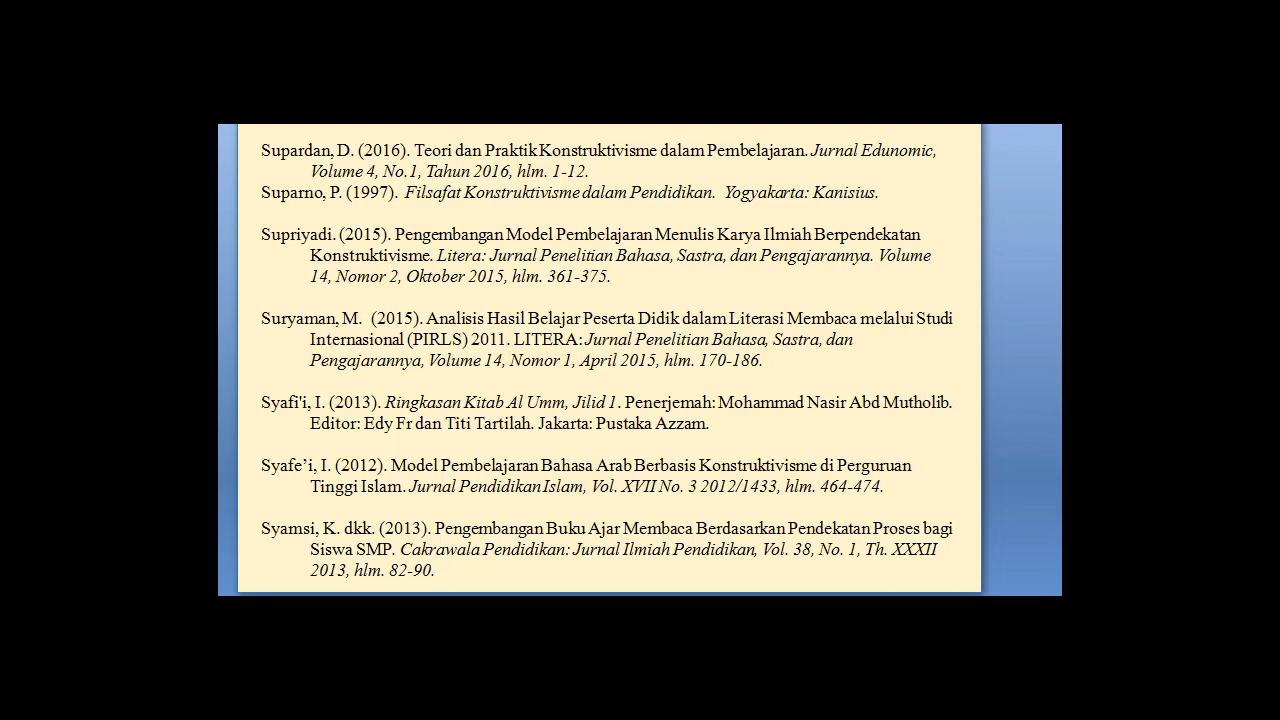 Supardan, D. (2016). Teori dan Praktik Konstruktivisme dalam Pembelajaran. Jurnal Edunomic,
Volume 4, No.1, Tahun 2016, hlm. 1-12.
Suparno, P. (1997). Filsafat Konstruktivisme dalam Pendidikan. Yogyakarta: Kanisius.
Supriyadi. (2015). Pengembangan Model Pembelajaran Menulis Karya Ilmiah Berpendekatan
Konstruktivisme. Litera: Jurnal Penelitian Bahasa, Sastra, dan Pengajarannya. Volume
14, Nomor 2, Oktober 2015, hlm. 361-375.
Suryaman, M. (2015). Analisis Hasil Belajar Peserta Didik dalam Literasi Membaca melalui Studi
Internasional (PIRLS) 2011. LITERA: Jurnal Penelitian Bahasa, Sastra, dan
Pengajarannya, Volume 14, Nomor 1, April 2015, hlm. 170-186.
Syafi'i, I. (2013). Ringkasan Kitab Al Umm, Jilid 1. Penerjemah: Mohammad Nasir Abd Mutholib.
Editor: Edy Fr dan Titi Tartilah. Jakarta: Pustaka Azzam.
Syafe’i, I. (2012). Model Pembelajaran Bahasa Arab Berbasis Konstruktivisme di Perguruan
Tinggi Islam. Jurnal Pendidikan Islam, Vol. XVII No. 3 2012/1433, hlm. 464-474.
Syamsi, K. dkk. (2013). Pengembangan Buku Ajar Membaca Berdasarkan Pendekatan Proses bagi
Siswa SMP. Cakrawala Pendidikan: Jurnal Ilmiah Pendidikan, Vol. 38, No. 1, Th. XXXII
2013, hlm. 82-90.